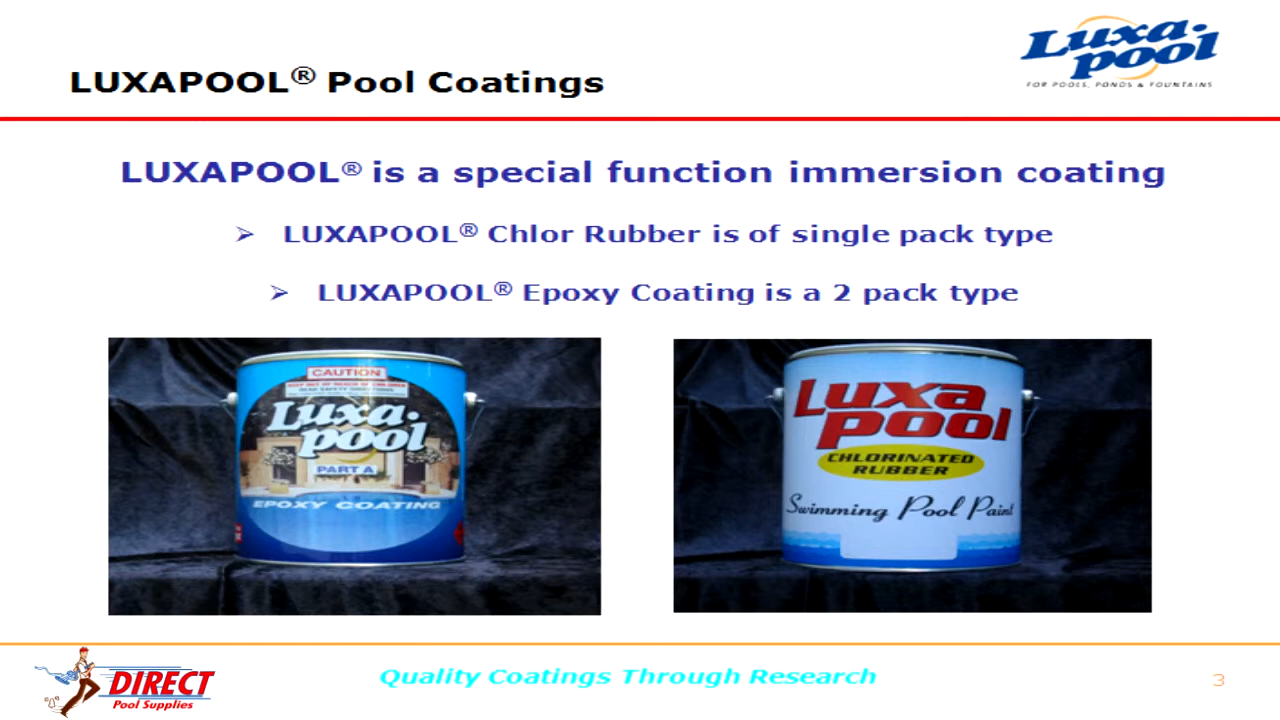 LUXAPOOL® Pool Coatings
Luxa.
pool
FOR POOLS, PONDS & FOUNTAINS
LUXAPOOL® is a special function immersion coating
➢ LUXAPOOL® Chlor Rubber is of single pack type
➢ LUXAPOOL® Epoxy Coating is a 2 pack type
CAUTION
KEEP OUT OF REACH OF CHILDREN
READ SAFETY DIRECTIONS
Luxa.
pool
PART A
EPOXY COATING
Luxa
pool
CHLORINATED
RUBBER
Swimming Pool Paint
DIRECT
Pool Supplies
Quality Coatings Through Research
3